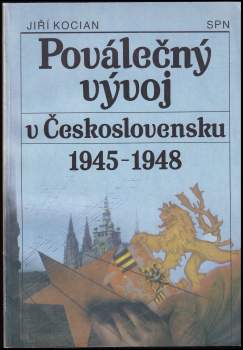 JIŘÍ KOCIAN
SPN
Poválečný
vývoj
v Československu
1945-1948